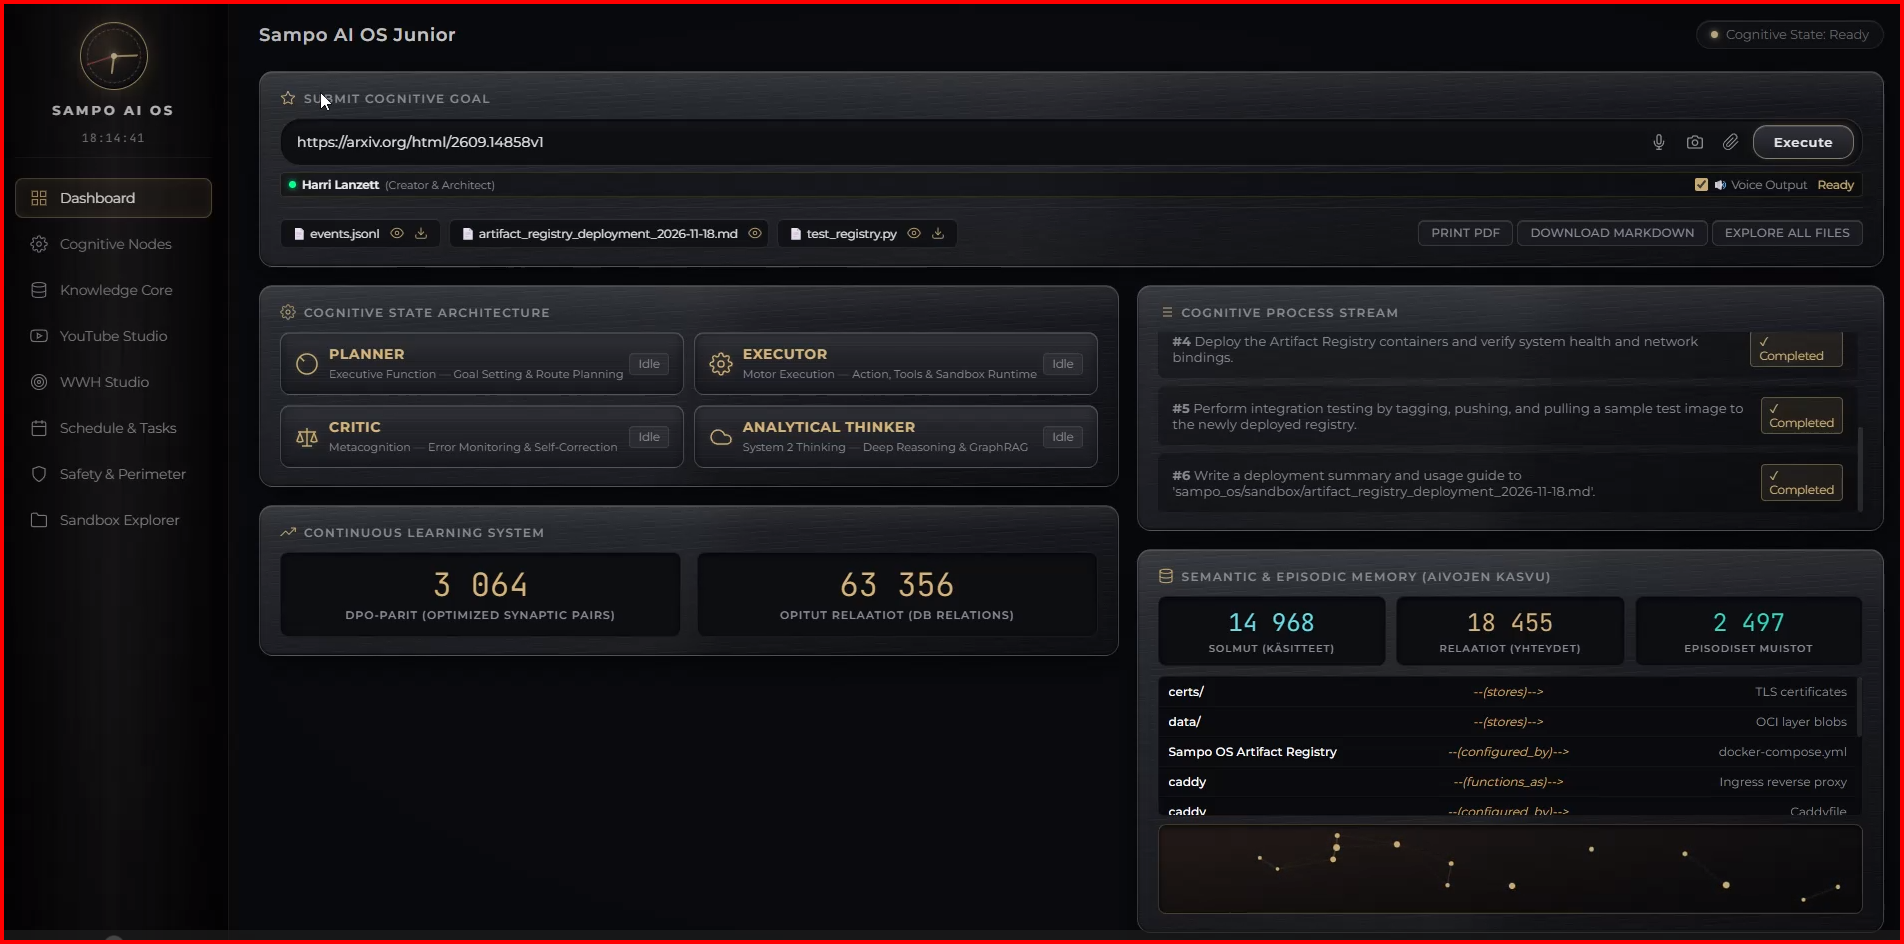 SAMPO AI OS
18:14:41
Dashboard
Cognitive Nodes
Knowledge Core
YouTube Studio
WWH Studio
Schedule & Tasks
Safety & Perimeter
Sandbox Explorer
Sampo AI OS Junior
Cognitive State: Ready
SUBMIT COGNITIVE GOAL
https://arxiv.org/html/2609.14858v1
Execute
Harri Lanzett (Creator & Architect)
Voice Output Ready
events.jsonl
artifact_registry_deployment_2026-11-18.md
test_registry.py
PRINT PDF
DOWNLOAD MARKDOWN
EXPLORE ALL FILES
COGNITIVE STATE ARCHITECTURE
PLANNER
Executive Function — Goal Setting & Route Planning
Idle
EXECUTOR
Motor Execution — Action, Tools & Sandbox Runtime
Idle
CRITIC
Metacognition — Error Monitoring & Self-Correction
Idle
ANALYTICAL THINKER
System 2 Thinking — Deep Reasoning & GraphRAG
Idle
CONTINUOUS LEARNING SYSTEM
3 064
DPO-PARIT (OPTIMIZED SYNAPTIC PAIRS)
63 356
OPITUT RELAATIOT (DB RELATIONS)
COGNITIVE PROCESS STREAM
#4 Deploy the Artifact Registry containers and verify system health and network
bindings.
✓
Completed
#5 Perform integration testing by tagging, pushing, and pulling a sample test image to
the newly deployed registry.
✓
Completed
#6 Write a deployment summary and usage guide to
'sampo_os/sandbox/artifact_registry_deployment_2026-11-18.md'.
✓
Completed
SEMANTIC & EPISODIC MEMORY (AIVOJEN KASVU)
14 968
SOLMUT (KÄSITTEET)
18 455
RELAATIOT (YHTEYDET)
2 497
EPISODISET MUISTOT
certs/ --(stores)--> TLS certificates
data/ --(stores)--> OCI layer blobs
Sampo OS Artifact Registry --(configured_by)--> docker-compose.yml
caddy --(functions_as)--> Ingress reverse proxy
caddy --(configured_by)--> Caddyfile